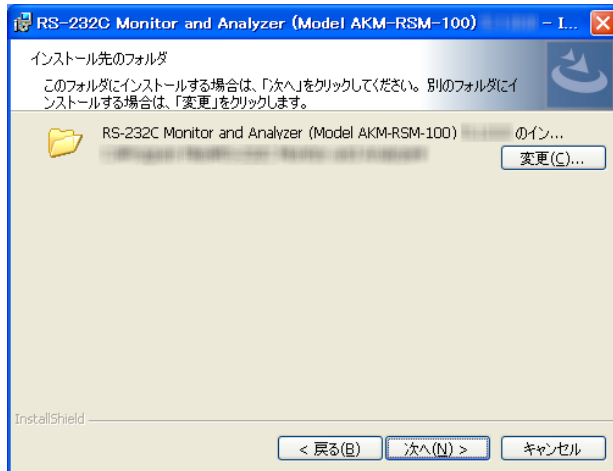 RS-232C Monitor and Analyzer (Model AKM-RSM-100) - I...
インストール先のフォルダ
このフォルダにインストールする場合は、「次へ」をクリックしてください。別のフォルダにイ
ンストールする場合は、「変更」をクリックします。
RS-232C Monitor and Analyzer (Model AKM-RSM-100) のイン...
変更(C)...
InstallShield
< 戻る(B)
次へ(N) >
キャンセル